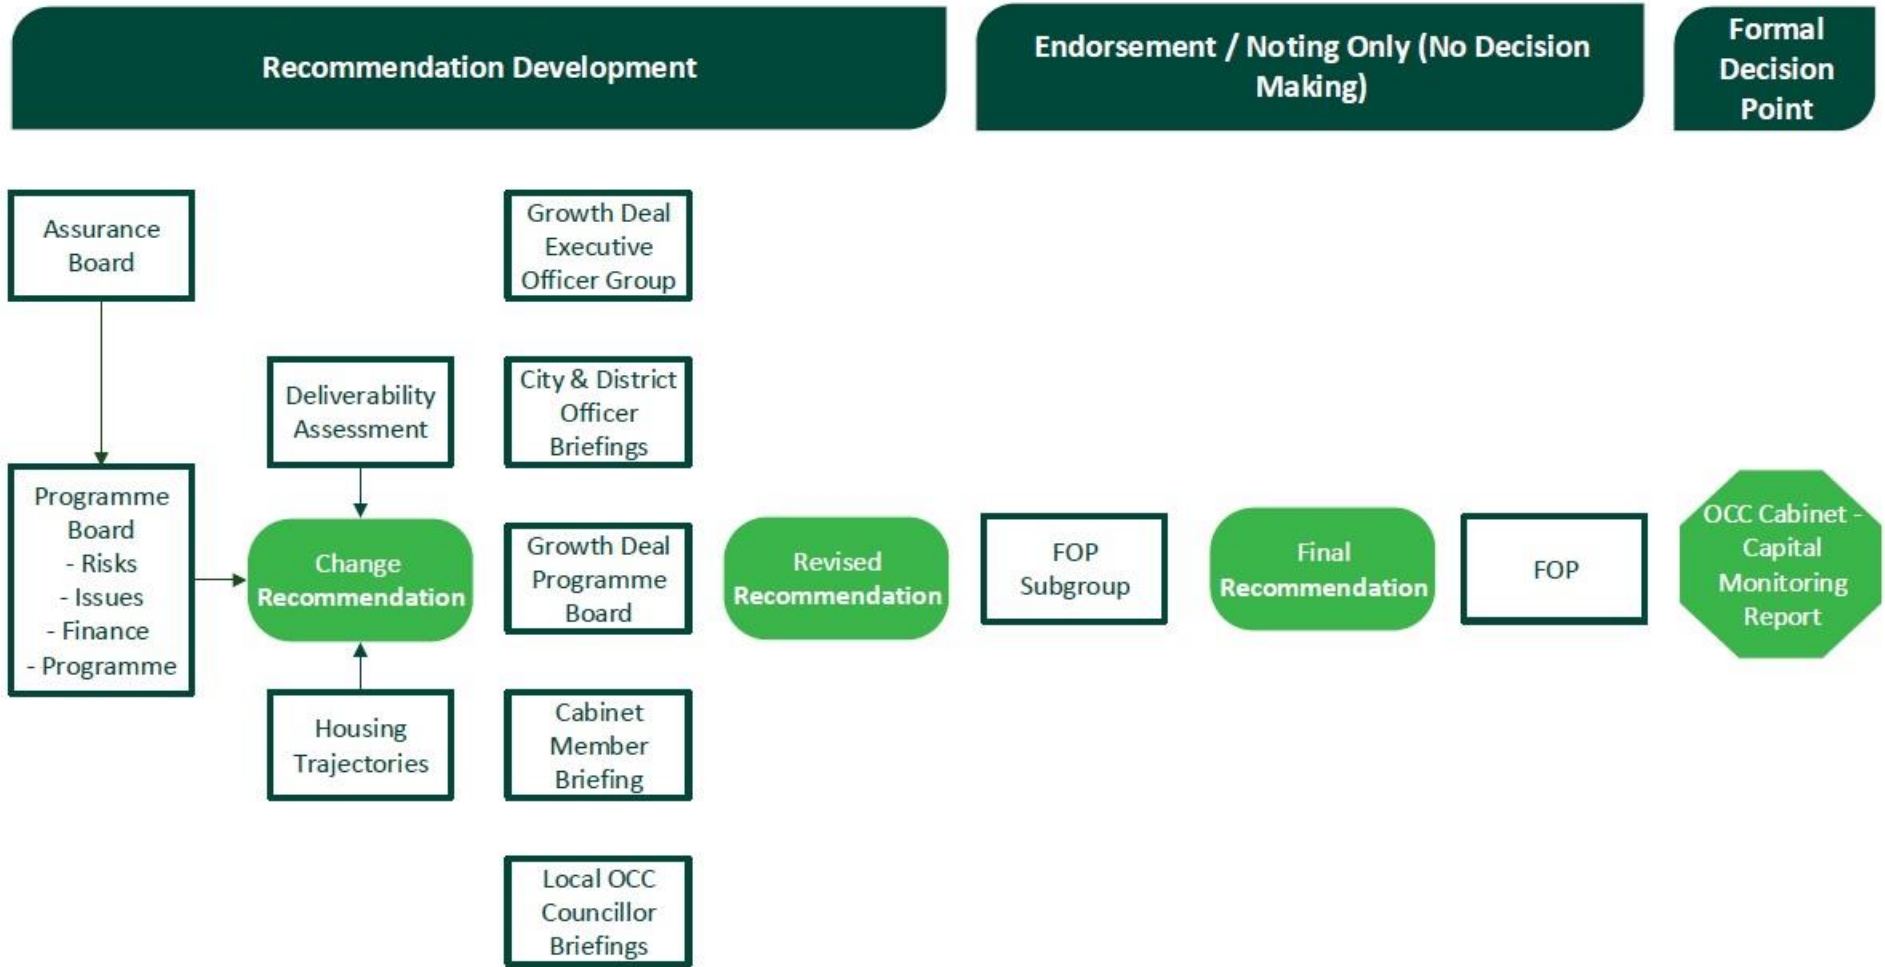 Recommendation Development
Endorsement / Noting Only (No Decision
Making)
Formal
Decision
Point
Assurance
Board
Programme
Board
- Risks
- Issues
- Finance
- Programme
Deliverability
Assessment
Change
Recommendation
Housing
Trajectories
Growth Deal
Executive
Officer Group
City & District
Officer
Briefings
Growth Deal
Programme
Board
Cabinet
Member
Briefing
Local OCC
Councillor
Briefings
Revised
Recommendation
FOP
Subgroup
Final
Recommendation
FOP
OCC Cabinet -
Capital
Monitoring
Report